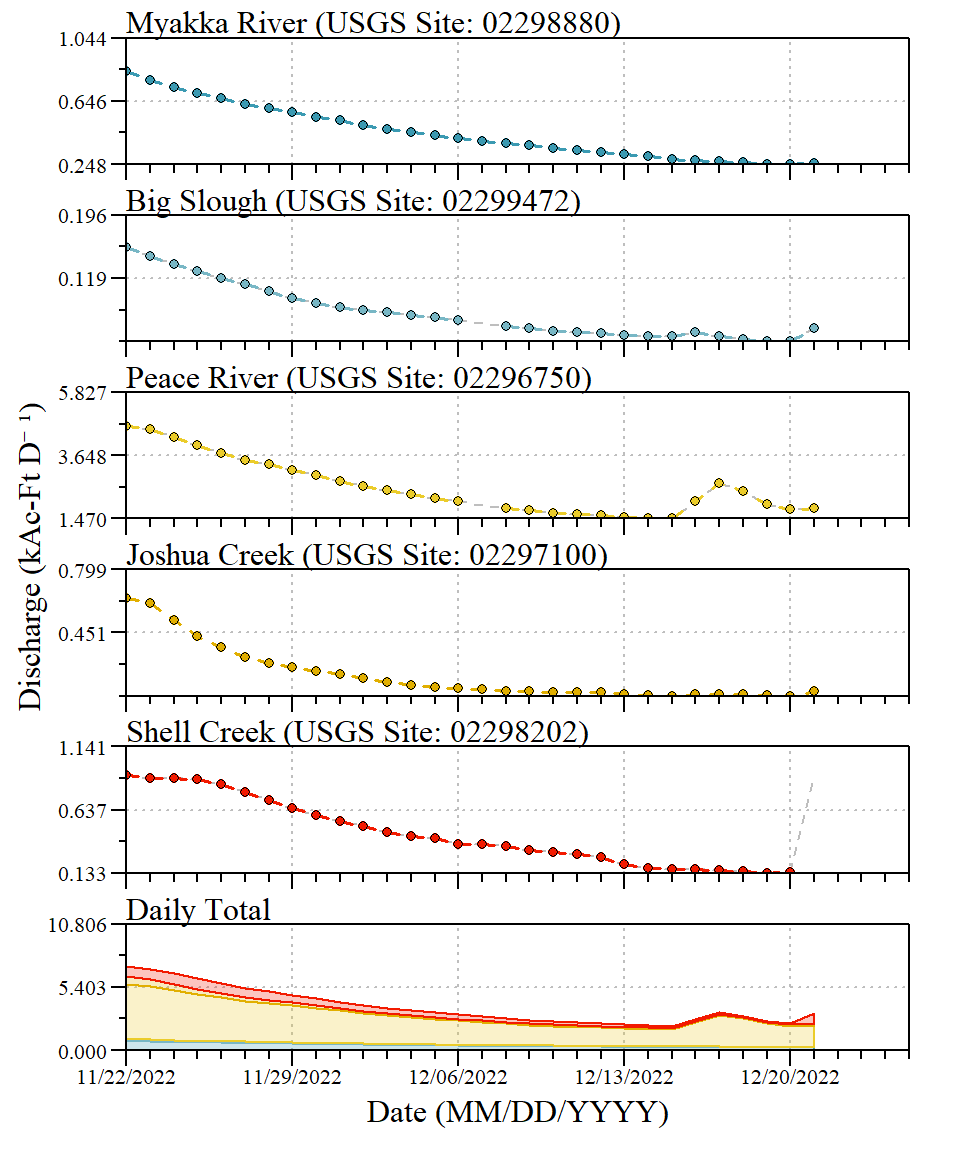 Myakka River (USGS Site: 02298880)
1.044
0.646
0.248
Big Slough (USGS Site: 02299472)
0.196
0.119
Peace River (USGS Site: 02296750)
5.827
3.648
1.470
Joshua Creek (USGS Site: 02297100)
0.799
0.451
Shell Creek (USGS Site: 02298202)
1.141
0.637
0.133
Daily Total
10.806
5.403
0.000
Discharge (kAc-Ft D⁻¹)
11/22/2022 11/29/2022 12/06/2022 12/13/2022 12/20/2022
Date (MM/DD/YYYY)